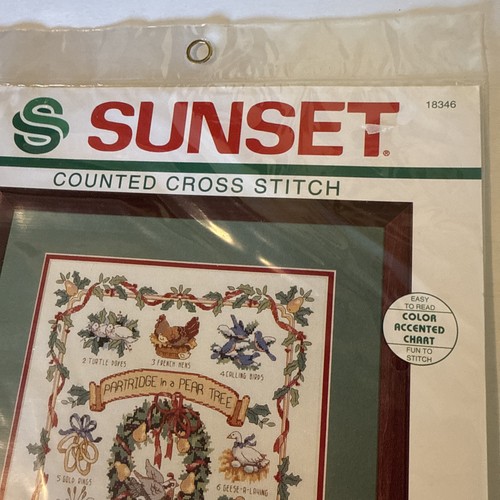 18346
SUNSET®
COUNTED CROSS STITCH
EASY
TO READ
COLOR
ACCENTED
CHART
FUN TO
STITCH
2 TURTLE DOVES
3 FRENCH HENS
4 CALLING BIRDS
PARTRIDGE in a PEAR TREE
5 GOLD RINGS
6 GEESE-A-LAYING